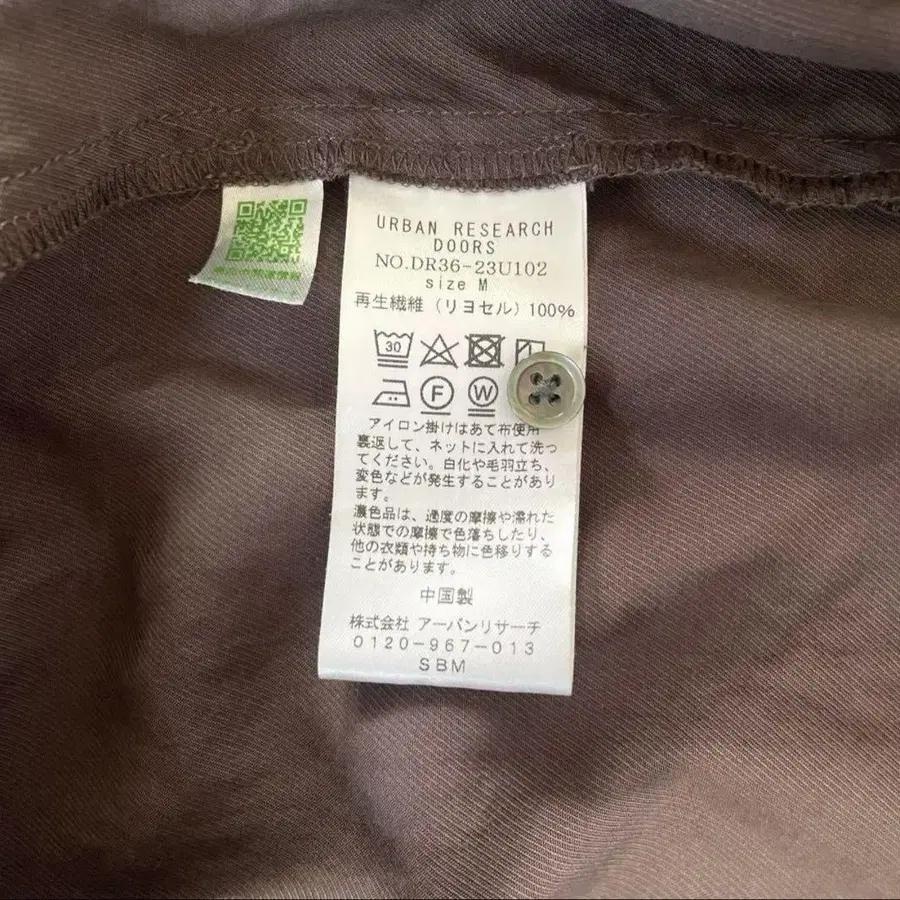 URBAN RESEARCH
DOORS
NO.DR36-23U102
size M
再生繊維 (リヨセル) 100%
30
F
W
アイロン掛けはあて布使用
裏返して、ネットに入れて洗っ
てください。白化や毛羽立ち、
変色などが発生することがあり
ます。
濃色品は、過度の摩擦や濡れた
状態での摩擦で色落ちしたり、
他の衣類や持ち物に色移りする
ことがあります。
中国製
株式会社 アーバンリサーチ
0120-967-013
SBM